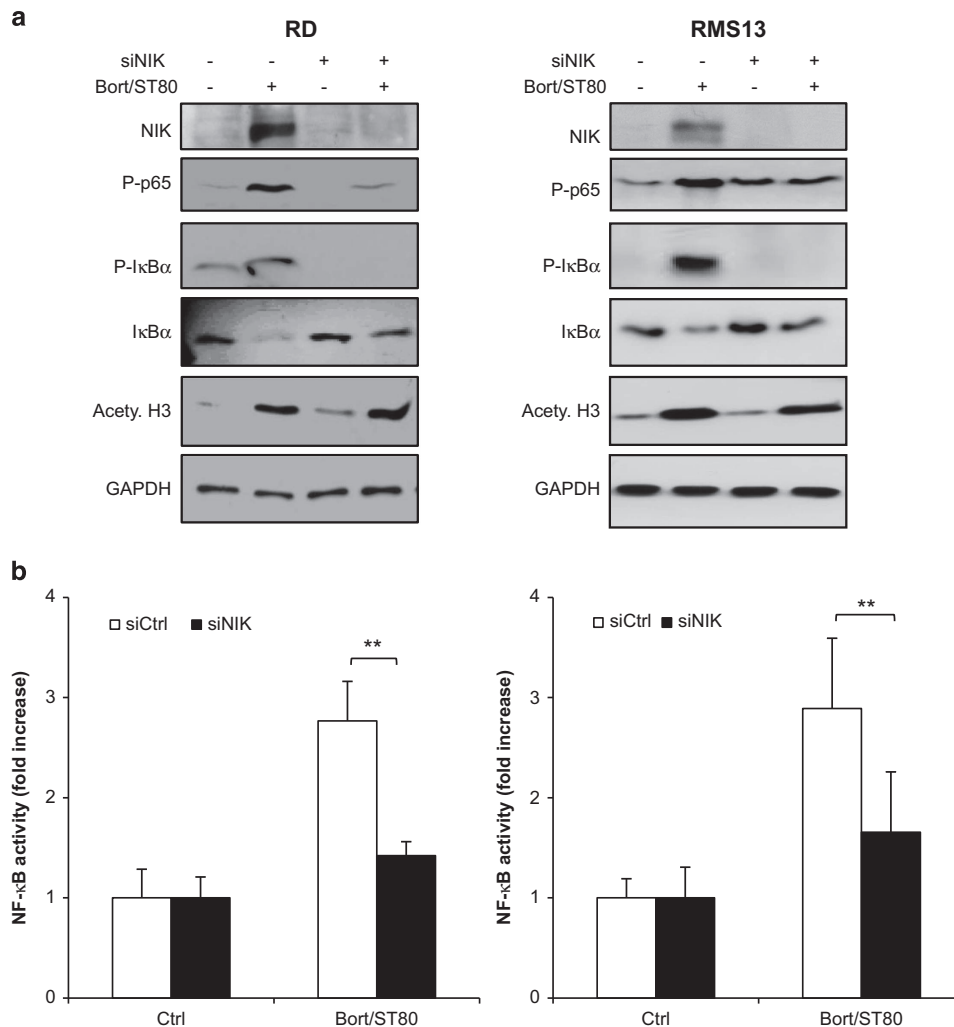 a
RD
siNIK - - + +
Bort/ST80 - + - +
NIK
P-p65
P-IκBα
IκBα
Acety. H3
GAPDH
RMS13
- - + +
- + - +
NIK
P-p65
P-IκBα
IκBα
Acety. H3
GAPDH
siNIK
Bort/ST80
b
NF-κB activity (fold increase)
4
3
2
1
0
siCtrl siNIK
**
Ctrl Bort/ST80
NF-κB activity (fold increase)
4
3
2
1
0
siCtrl siNIK
**
Ctrl Bort/ST80